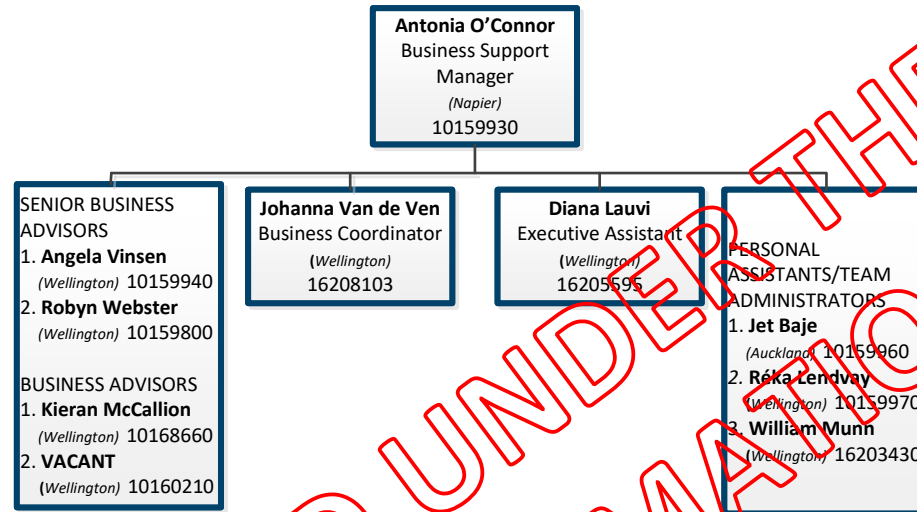 Antonia O’Connor
Business Support
Manager
(Napier)
10159930
SENIOR BUSINESS
ADVISORS
1. Angela Vinsen
(Wellington) 10159940
2. Robyn Webster
(Wellington) 10159800
BUSINESS ADVISORS
1. Kieran McCallion
(Wellington) 10168660
2. VACANT
(Wellington) 10160210
Johanna Van de Ven
Business Coordinator
(Wellington)
16208103
Diana Lauvi
Executive Assistant
(Wellington)
16205595
PERSONAL
ASSISTANTS/TEAM
ADMINISTRATORS
1. Jet Baje
(Auckland) 10159960
2. Réka Lendvay
(Wellington) 10159970
3. William Munn
(Wellington) 16203430
UNDER THE